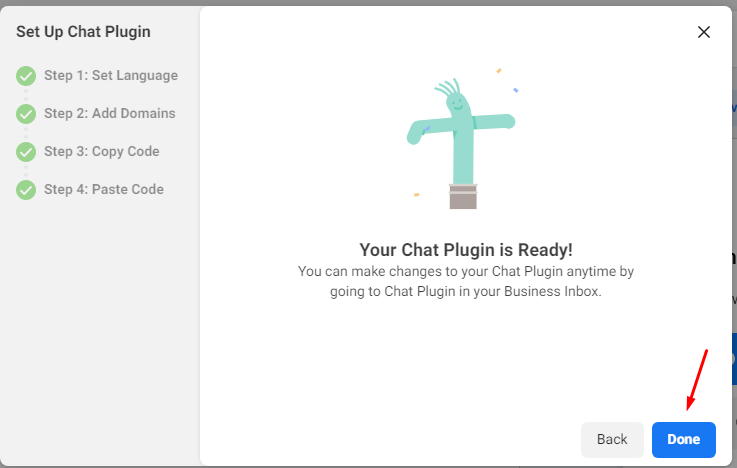 Set Up Chat Plugin
Step 1: Set Language
Step 2: Add Domains
Step 3: Copy Code
Step 4: Paste Code
Your Chat Plugin is Ready!
You can make changes to your Chat Plugin anytime by
going to Chat Plugin in your Business Inbox.
Back
Done